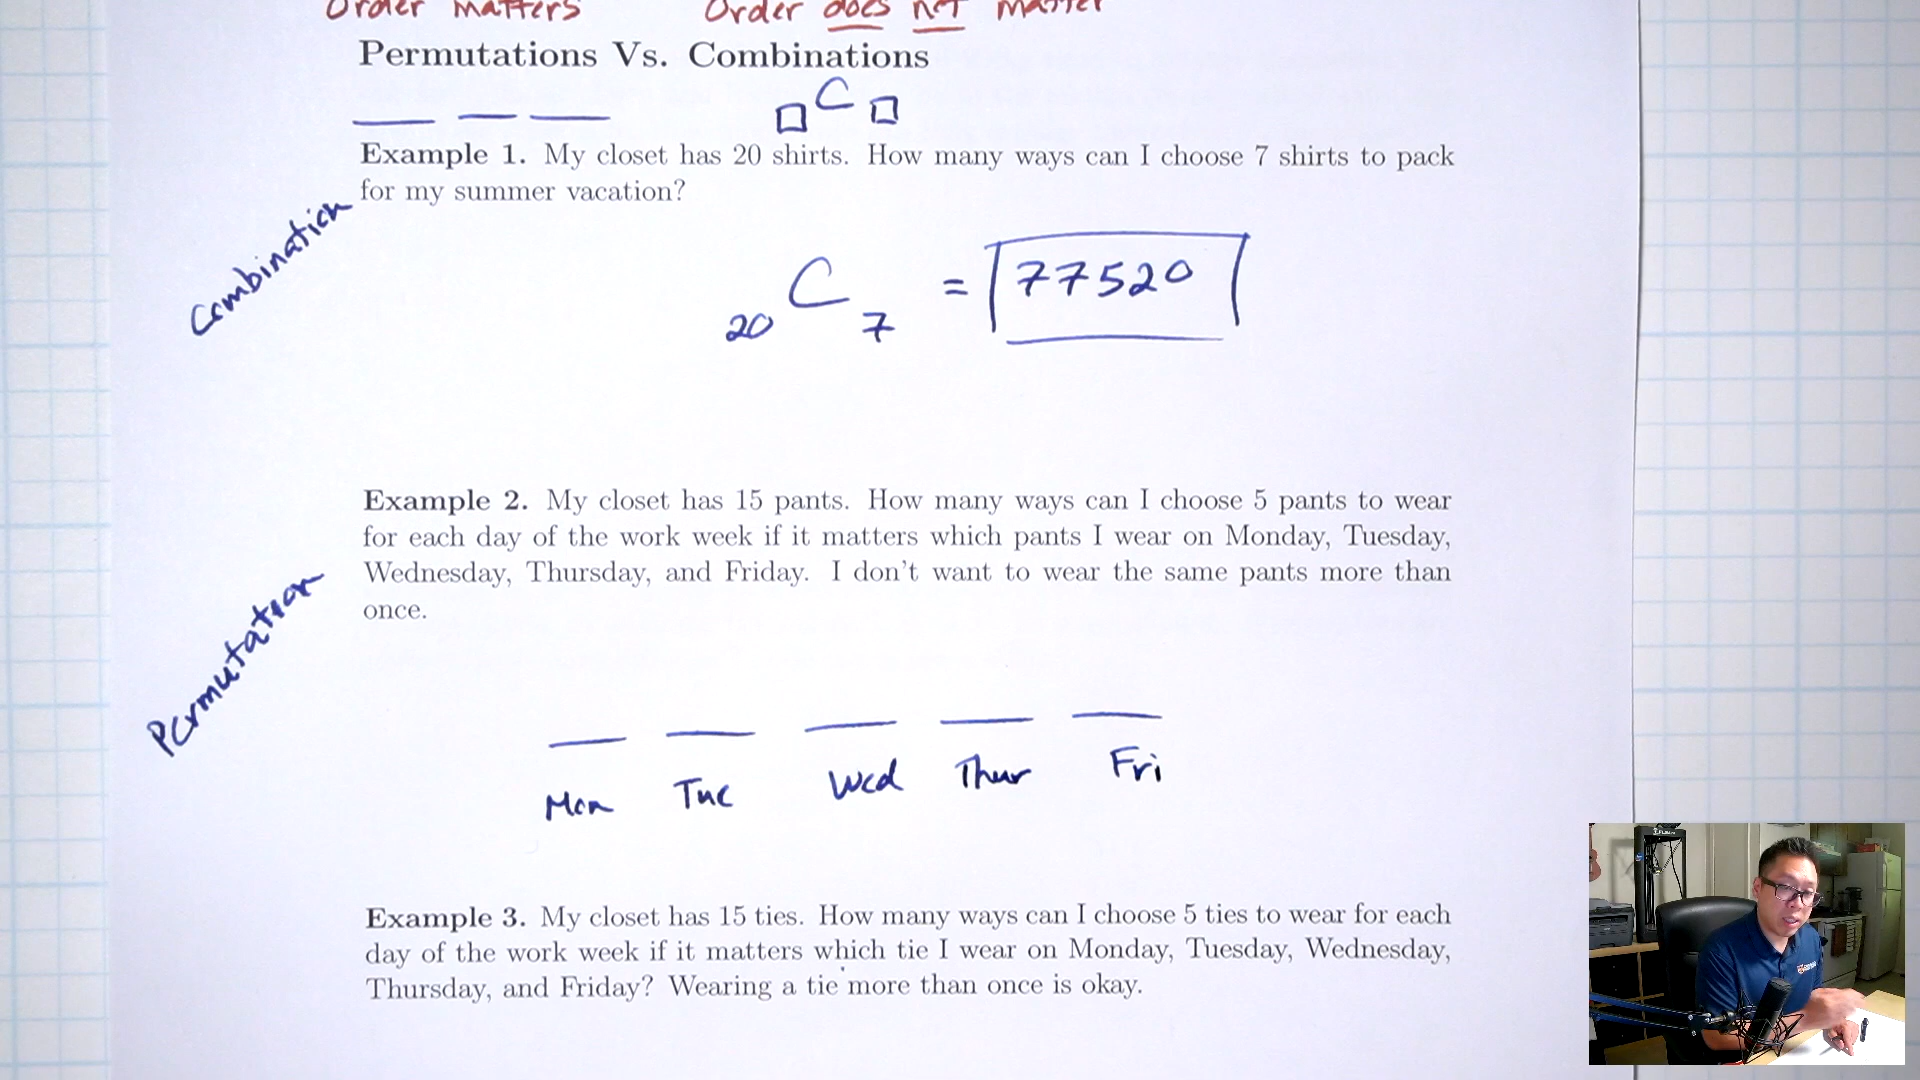 Order Matters Order does not matter
Permutations Vs. Combinations
□ C □
Example 1. My closet has 20 shirts. How many ways can I choose 7 shirts to pack
for my summer vacation?
Combination
20 C 7 = 77520
Example 2. My closet has 15 pants. How many ways can I choose 5 pants to wear
for each day of the work week if it matters which pants I wear on Monday, Tuesday,
Wednesday, Thursday, and Friday. I don't want to wear the same pants more than
once.
Permutation
Mon Tue Wed Thur Fri
Example 3. My closet has 15 ties. How many ways can I choose 5 ties to wear for each
day of the work week if it matters which tie I wear on Monday, Tuesday, Wednesday,
Thursday, and Friday? Wearing a tie more than once is okay.